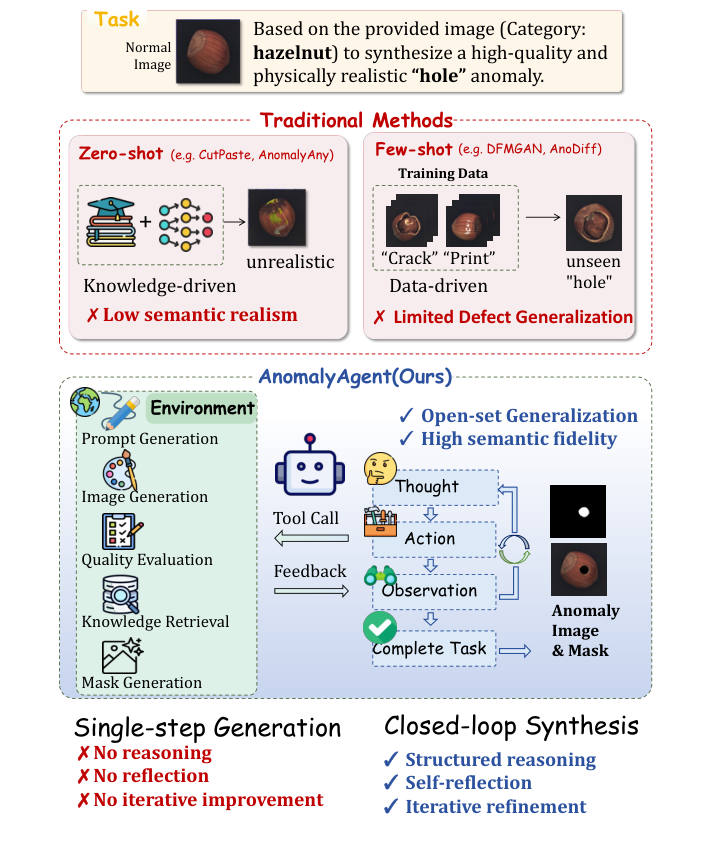 Task
Normal
Image
Based on the provided image (Category:
hazelnut) to synthesize a high-quality and
physically realistic “hole” anomaly.
Traditional Methods
Zero-shot (e.g. CutPaste, AnomalyAny)
+
unrealistic
Knowledge-driven
✗ Low semantic realism
Few-shot (e.g. DFMGAN, AnoDiff)
Training Data
“Crack” “Print”
unseen
"hole"
Data-driven
✗ Limited Defect Generalization
AnomalyAgent(Ours)
Environment
Prompt Generation
Image Generation
Quality Evaluation
Knowledge Retrieval
Mask Generation
Tool Call
Feedback
✓ Open-set Generalization
✓ High semantic fidelity
Thought
Action
Observation
Complete Task
Anomaly
Image
& Mask
Single-step Generation
✗ No reasoning
✗ No reflection
✗ No iterative improvement
Closed-loop Synthesis
✓ Structured reasoning
✓ Self-reflection
✓ Iterative refinement